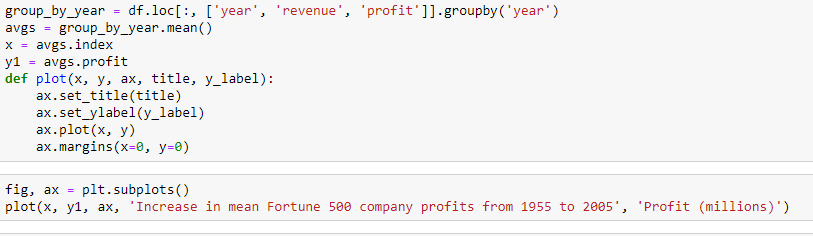 group_by_year = df.loc[:, ['year', 'revenue', 'profit']].groupby('year')
avgs = group_by_year.mean()
x = avgs.index
y1 = avgs.profit
def plot(x, y, ax, title, y_label):
    ax.set_title(title)
    ax.set_ylabel(y_label)
    ax.plot(x, y)
    ax.margins(x=0, y=0)
fig, ax = plt.subplots()
plot(x, y1, ax, 'Increase in mean Fortune 500 company profits from 1955 to 2005', 'Profit (millions)')